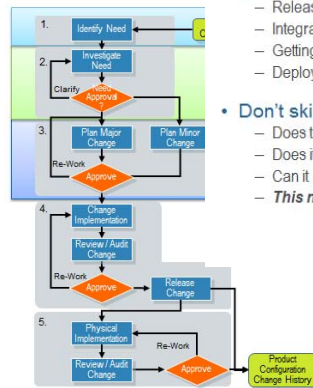 1.
Identify Need
2.
Investigate
Need
Clarify
Need
Approval
?
3.
Plan Major
Change
Plan Minor
Change
Re-Work
Approve
4.
Change
Implementation
Review / Audit
Change
Re-Work
Approve
Release
Change
5.
Physical
Implementation
Re-Work
Review / Audit
Change
Approve
Product
Configuration
Change History
– Releas
– Integra
– Getting
– Deploy
• Don't ski
– Does t
– Does i
– Can it
– This n